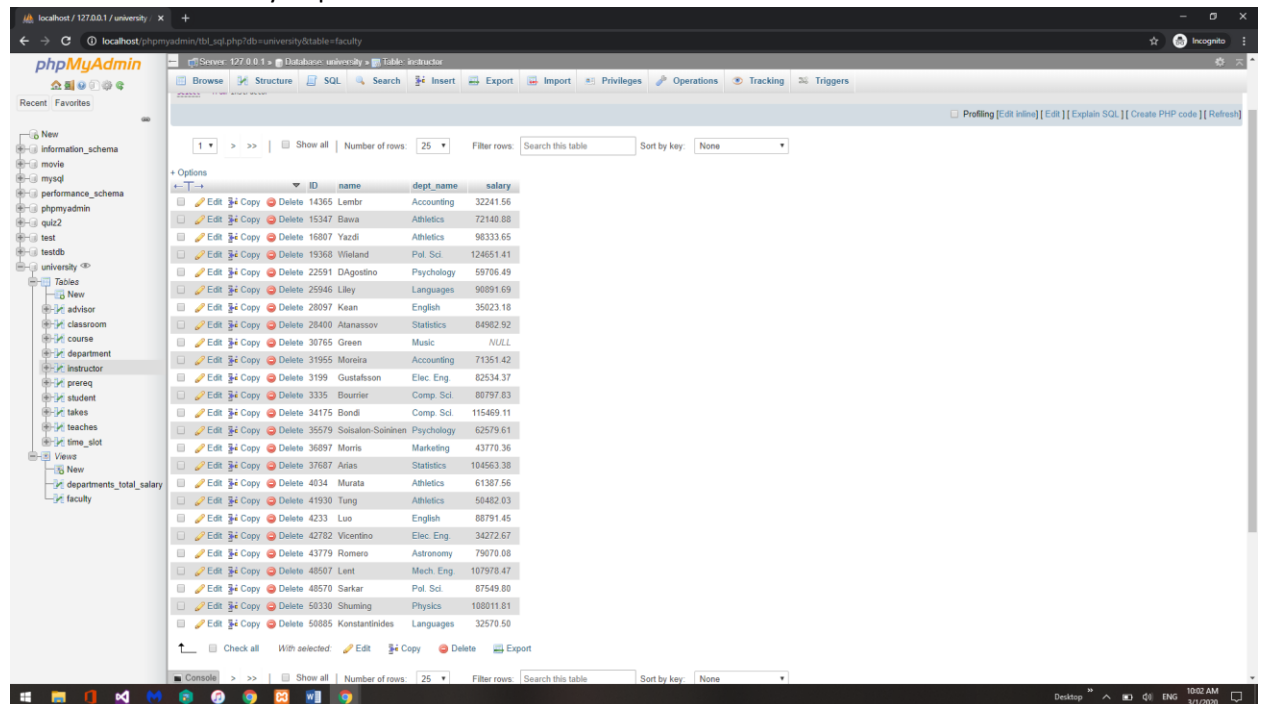 localhost / 127.0.0.1 / university /
localhost/phpmyadmin/tbl_sql.php?db=university&table=faculty
Incognito
phpMyAdmin
Recent Favorites
New
information_schema
movie
mysql
performance_schema
phpmyadmin
quiz2
test
testdb
university
Tables
New
advisor
classroom
course
department
instructor
prereq
student
takes
teaches
time_slot
Views
New
departments_total_salary
faculty
Server: 127.0.0.1 » Database: university » Table: instructor
Browse Structure SQL Search Insert Export Import Privileges Operations Tracking Triggers
Profiling [Edit inline] [ Edit ] [ Explain SQL ] [ Create PHP code ] [ Refresh]
1 > >> | Show all | Number of rows: 25 Filter rows: Search this table Sort by key: None
+ Options
←T→ ID name dept_name salary
Edit Copy Delete 14365 Lembr Accounting 32241.56
Edit Copy Delete 15347 Bawa Athletics 72140.88
Edit Copy Delete 16807 Yazdi Athletics 98333.65
Edit Copy Delete 19368 Wieland Pol. Sci. 124651.41
Edit Copy Delete 22591 DAgostino Psychology 59706.49
Edit Copy Delete 25946 Liley Languages 90891.69
Edit Copy Delete 28097 Kean English 35023.18
Edit Copy Delete 28400 Atanassov Statistics 84982.92
Edit Copy Delete 30765 Green Music NULL
Edit Copy Delete 31955 Moreira Accounting 71351.42
Edit Copy Delete 3199 Gustafsson Elec. Eng. 82534.37
Edit Copy Delete 3335 Bourrier Comp. Sci. 80797.83
Edit Copy Delete 34175 Bondi Comp. Sci. 115469.11
Edit Copy Delete 35579 Soisalon-Soininen Psychology 62579.61
Edit Copy Delete 36897 Morris Marketing 43770.36
Edit Copy Delete 37687 Arias Statistics 104563.38
Edit Copy Delete 4034 Murata Athletics 61387.56
Edit Copy Delete 41930 Tung Athletics 50482.03
Edit Copy Delete 4233 Luo English 88791.45
Edit Copy Delete 42782 Vicentino Elec. Eng. 34272.67
Edit Copy Delete 43779 Romero Astronomy 79070.08
Edit Copy Delete 48507 Lent Mech. Eng. 107978.47
Edit Copy Delete 48570 Sarkar Pol. Sci. 87549.80
Edit Copy Delete 50330 Shuming Physics 108011.81
Edit Copy Delete 50885 Konstantinides Languages 32570.50
Check all With selected: Edit Copy Delete Export
Console > >> | Show all | Number of rows: 25 Filter rows: Search this table Sort by key: None
Desktop ENG 10:02 AM
3/1/2020